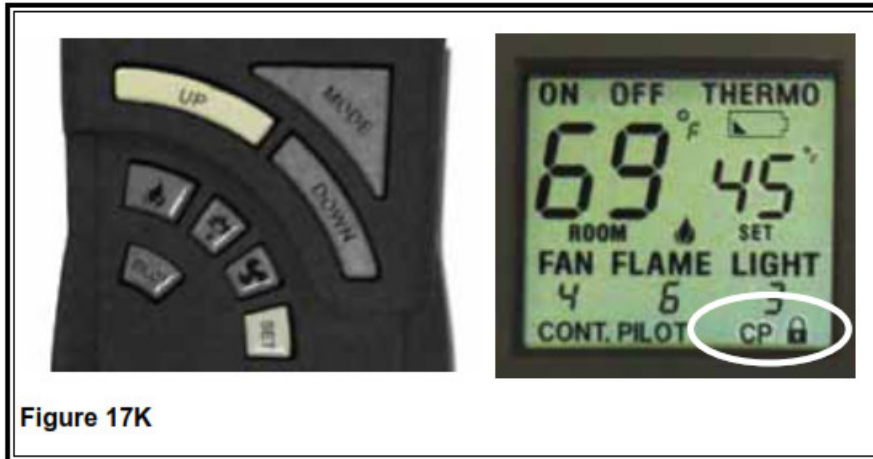 UP
MODE
DOWN
PILOT
SET
ON OFF THERMO
69 °F 45 °F
ROOM SET
FAN FLAME LIGHT
4 6 3
CONT. PILOT CP
Figure 17K